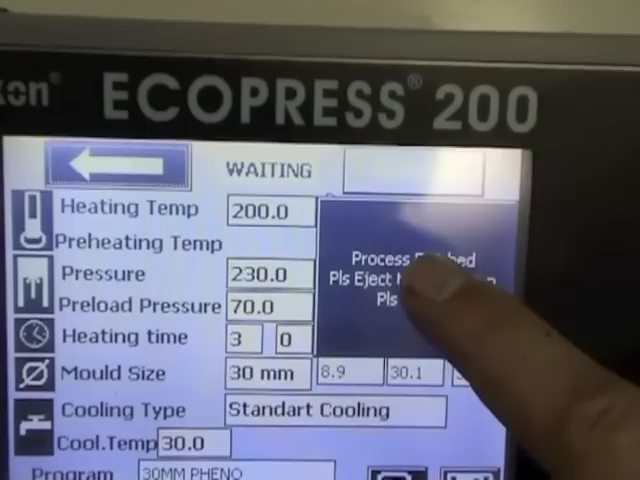 ECOPRESS® 200
WAITING
Heating Temp 200.0
Preheating Temp
Process
Pls Eject
Pls
Pressure 230.0
Preload Pressure 70.0
Heating time 3 0
Mould Size 30 mm 8.9 30.1
Cooling Type Standart Cooling
Cool.Temp 30.0
Program 30MM PHENO